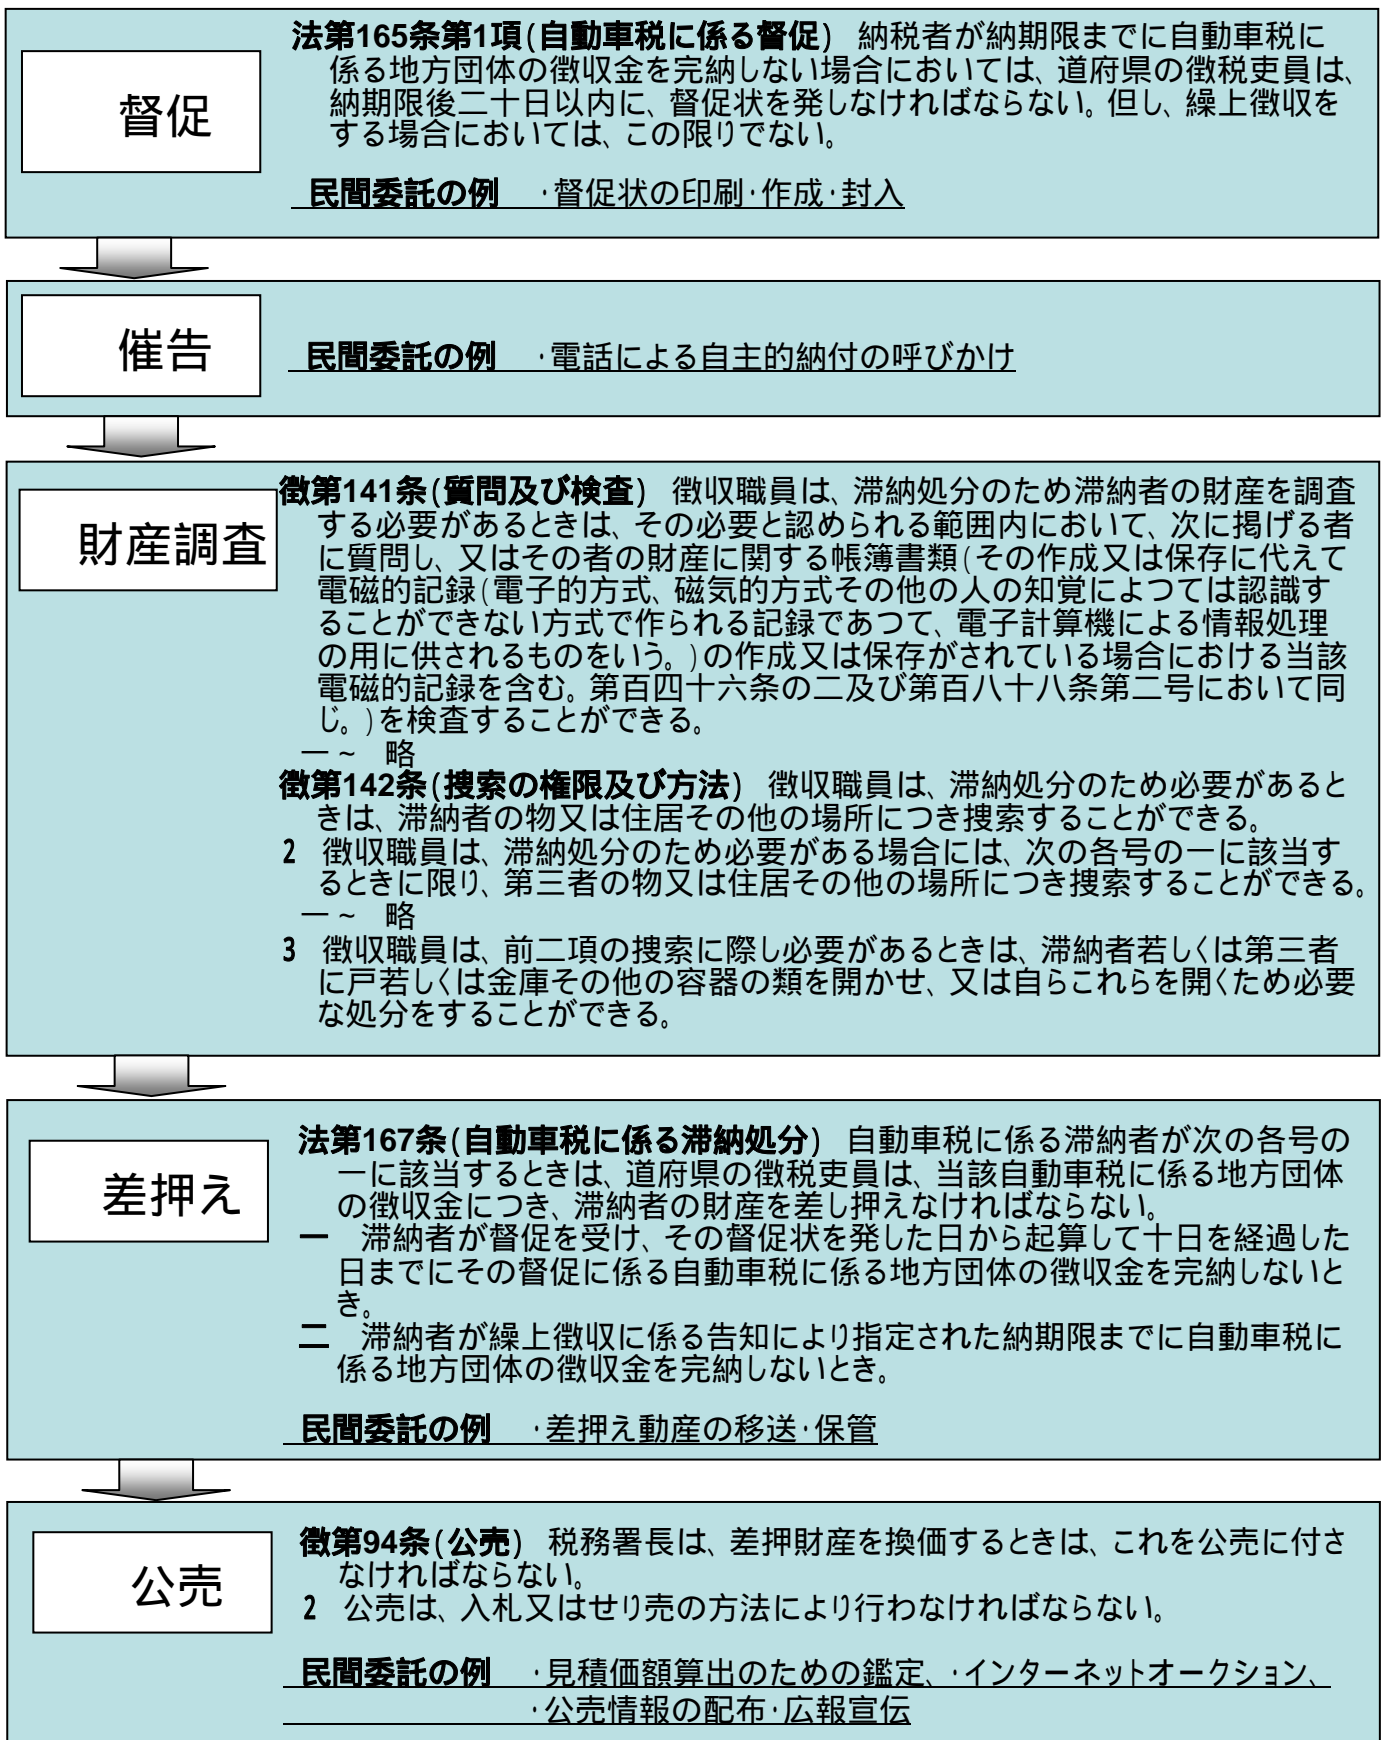 督促
法第165条第1項(自動車税に係る督促) 納税者が納期限までに自動車税に
係る地方団体の徴収金を完納しない場合においては、道府県の徴税吏員は、
納期限後二十日以内に、督促状を発しなければならない。但し、繰上徴収を
する場合においては、この限りでない。
民間委託の例 ・督促状の印刷・作成・封入
催告
民間委託の例 ・電話による自主的納付の呼びかけ
財産調査
徴第141条(質問及び検査) 徴収職員は、滞納処分のため滞納者の財産を調査
する必要があるときは、その必要と認められる範囲内において、次に掲げる者
に質問し、又はその者の財産に関する帳簿書類(その作成又は保存に代えて
電磁的記録(電子的方式、磁気的方式その他の人の知覚によつては認識す
ることができない方式で作られる記録であつて、電子計算機による情報処理
の用に供されるものをいう。)の作成又は保存がされている場合における当該
電磁的記録を含む。第百四十六条の二及び第百八十八条第二号において同
じ。)を検査することができる。
一~ 略
徴第142条(捜索の権限及び方法) 徴収職員は、滞納処分のため必要があると
きは、滞納者の物又は住居その他の場所につき捜索することができる。
2 徴収職員は、滞納処分のため必要がある場合には、次の各号の一に該当す
るときに限り、第三者の物又は住居その他の場所につき捜索することができる。
一~ 略
3 徴収職員は、前二項の捜索に際し必要があるときは、滞納者若しくは第三者
に戸若しくは金庫その他の容器の類を開かせ、又は自らこれらを開くため必要
な処分をすることができる。
差押え
法第167条(自動車税に係る滞納処分) 自動車税に係る滞納者が次の各号の
一に該当するときは、道府県の徴税吏員は、当該自動車税に係る地方団体
の徴収金につき、滞納者の財産を差し押えなければならない。
一 滞納者が督促を受け、その督促状を発した日から起算して十日を経過した
日までにその督促に係る自動車税に係る地方団体の徴収金を完納しないと
き。
二 滞納者が繰上徴収に係る告知により指定された納期限までに自動車税に
係る地方団体の徴収金を完納しないとき。
民間委託の例 ・差押え動産の移送・保管
公売
徴第94条(公売) 税務署長は、差押財産を換価するときは、これを公売に付さ
なければならない。
2 公売は、入札又はせり売の方法により行わなければならない。
民間委託の例 ・見積価額算出のための鑑定、・インターネットオークション、
・公売情報の配布・広報宣伝